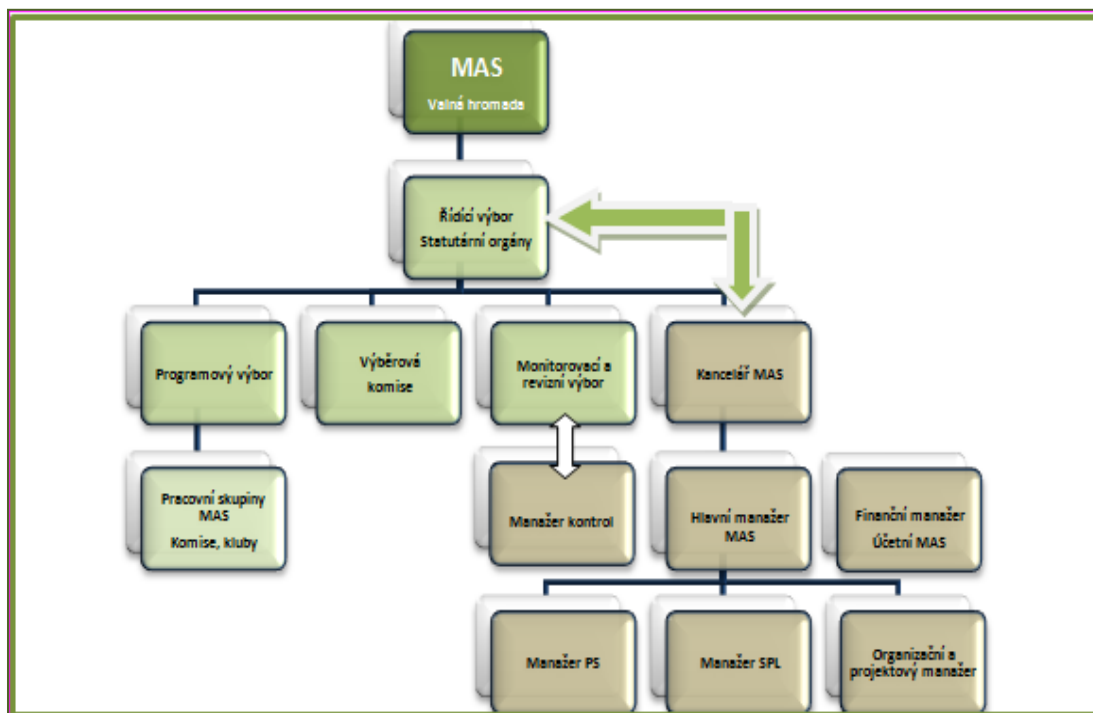 MAS
Valná hromada
Řídící výbor
Statutární orgány
Programový výbor
Výběrová
komise
Monitorovací a
revizní výbor
Kancelář MAS
Pracovní skupiny
MAS
Komise, kluby
Manažer kontrol
Hlavní manažer
MAS
Finanční manažer
Účetní MAS
Manažer PS
Manažer SPL
Organizační a
projektový manažer